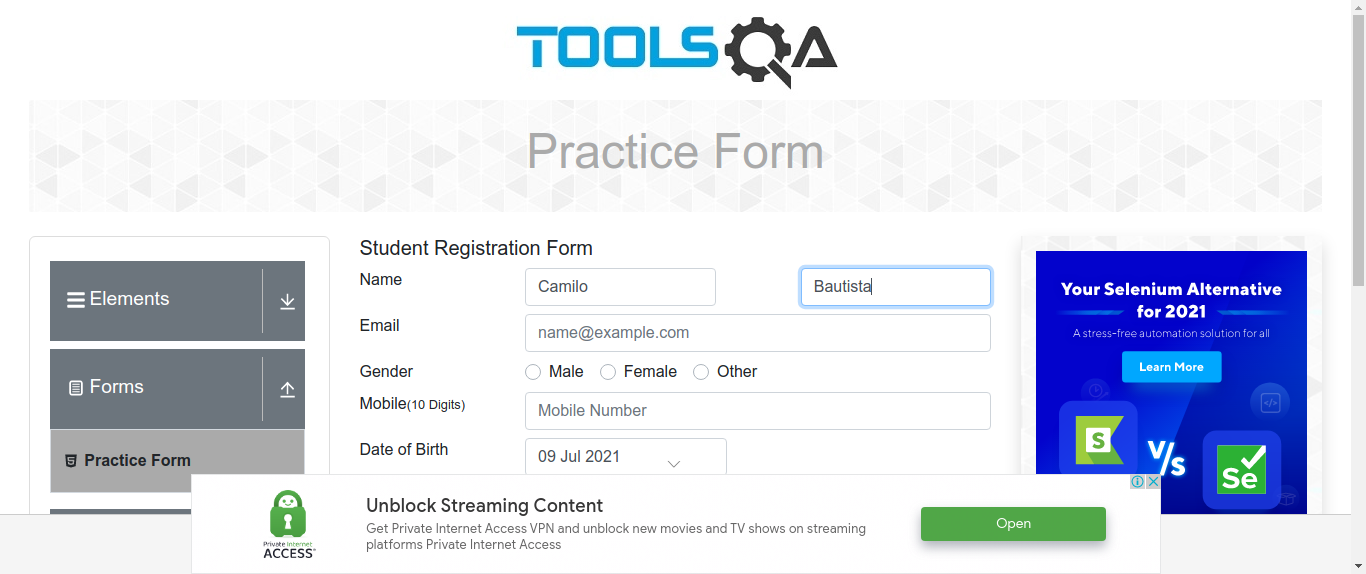 TOOLSQA
Practice Form
Elements
Forms
Practice Form
Student Registration Form
Name
Camilo
Bautista
Email
name@example.com
Gender
Male
Female
Other
Mobile(10 Digits)
Mobile Number
Date of Birth
09 Jul 2021
Your Selenium Alternative
for 2021
A stress-free automation solution for all
Learn More
S
V/s
Se
Private Internet
ACCESS
Unblock Streaming Content
Get Private Internet Access VPN and unblock new movies and TV shows on streaming
platforms Private Internet Access
Open